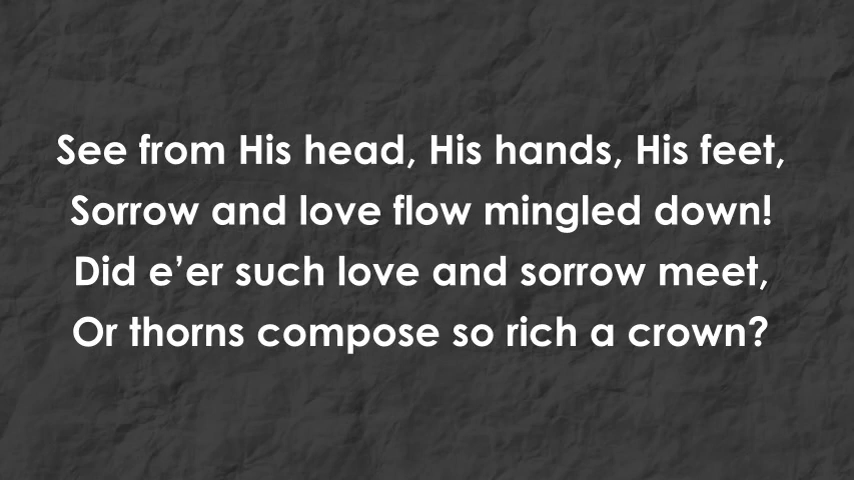 See from His head, His hands, His feet,
Sorrow and love flow mingled down!
Did e’er such love and sorrow meet,
Or thorns compose so rich a crown?